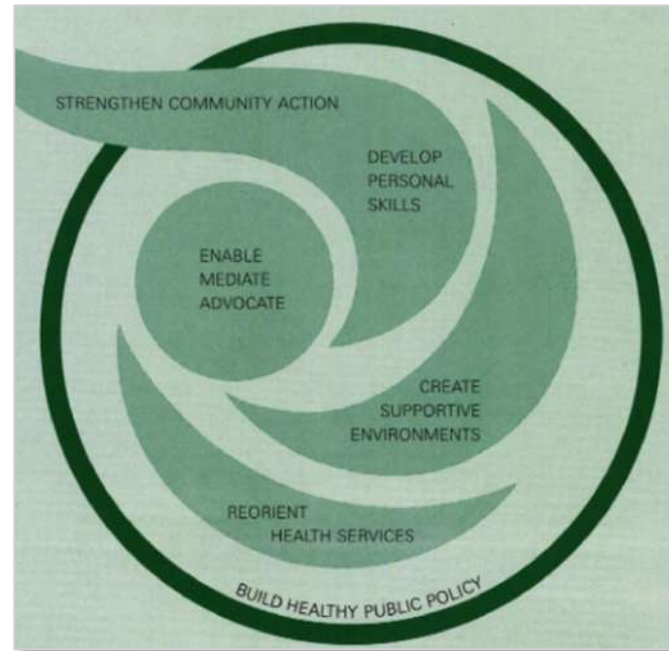 STRENGTHEN COMMUNITY ACTION
DEVELOP
PERSONAL
SKILLS
ENABLE
MEDIATE
ADVOCATE
CREATE
SUPPORTIVE
ENVIRONMENTS
REORIENT
HEALTH SERVICES
BUILD HEALTHY PUBLIC POLICY